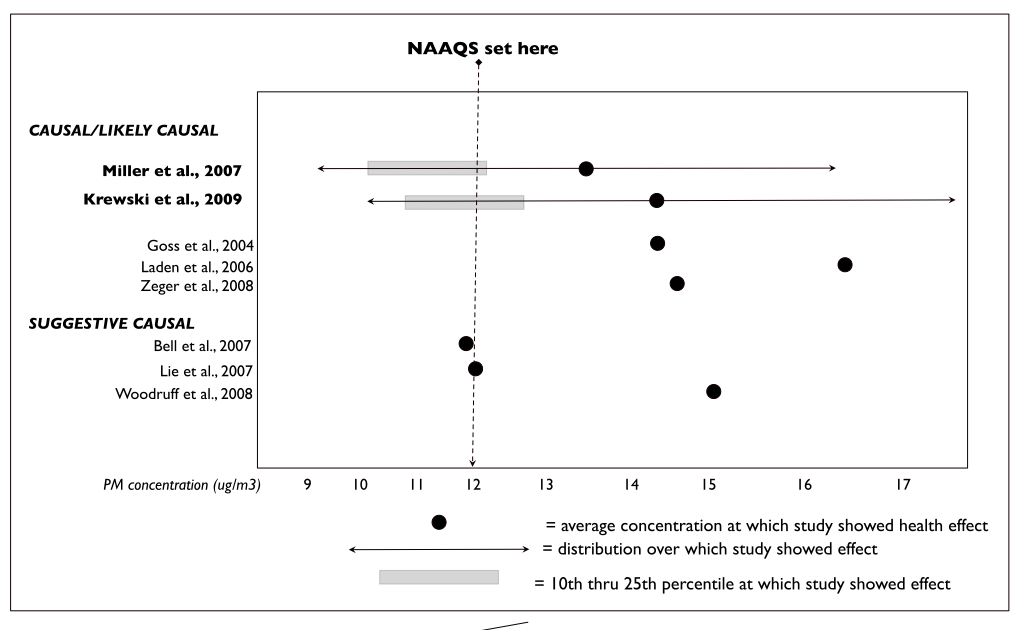 NAAQS set here
CAUSAL/LIKELY CAUSAL
Miller et al., 2007
Krewski et al., 2009
Goss et al., 2004
Laden et al., 2006
Zeger et al., 2008
SUGGESTIVE CAUSAL
Bell et al., 2007
Lie et al., 2007
Woodruff et al., 2008
PM concentration (ug/m3) 9 10 11 12 13 14 15 16 17
= average concentration at which study showed health effect
= distribution over which study showed effect
= 10th thru 25th percentile at which study showed effect